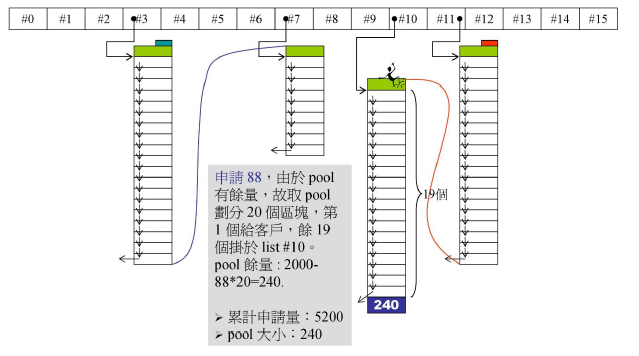 #0 #1 #2 #3 #4 #5 #6 #7 #8 #9 #10 #11 #12 #13 #14 #15
申請 88，由於 pool
有餘量，故取 pool
劃分 20 個區塊，第
1 個給客戶，餘 19
個掛於 list #10。
pool 餘量 : 2000-
88*20=240.
➢ 累計申請量：5200
➢ pool 大小：240
19個
240